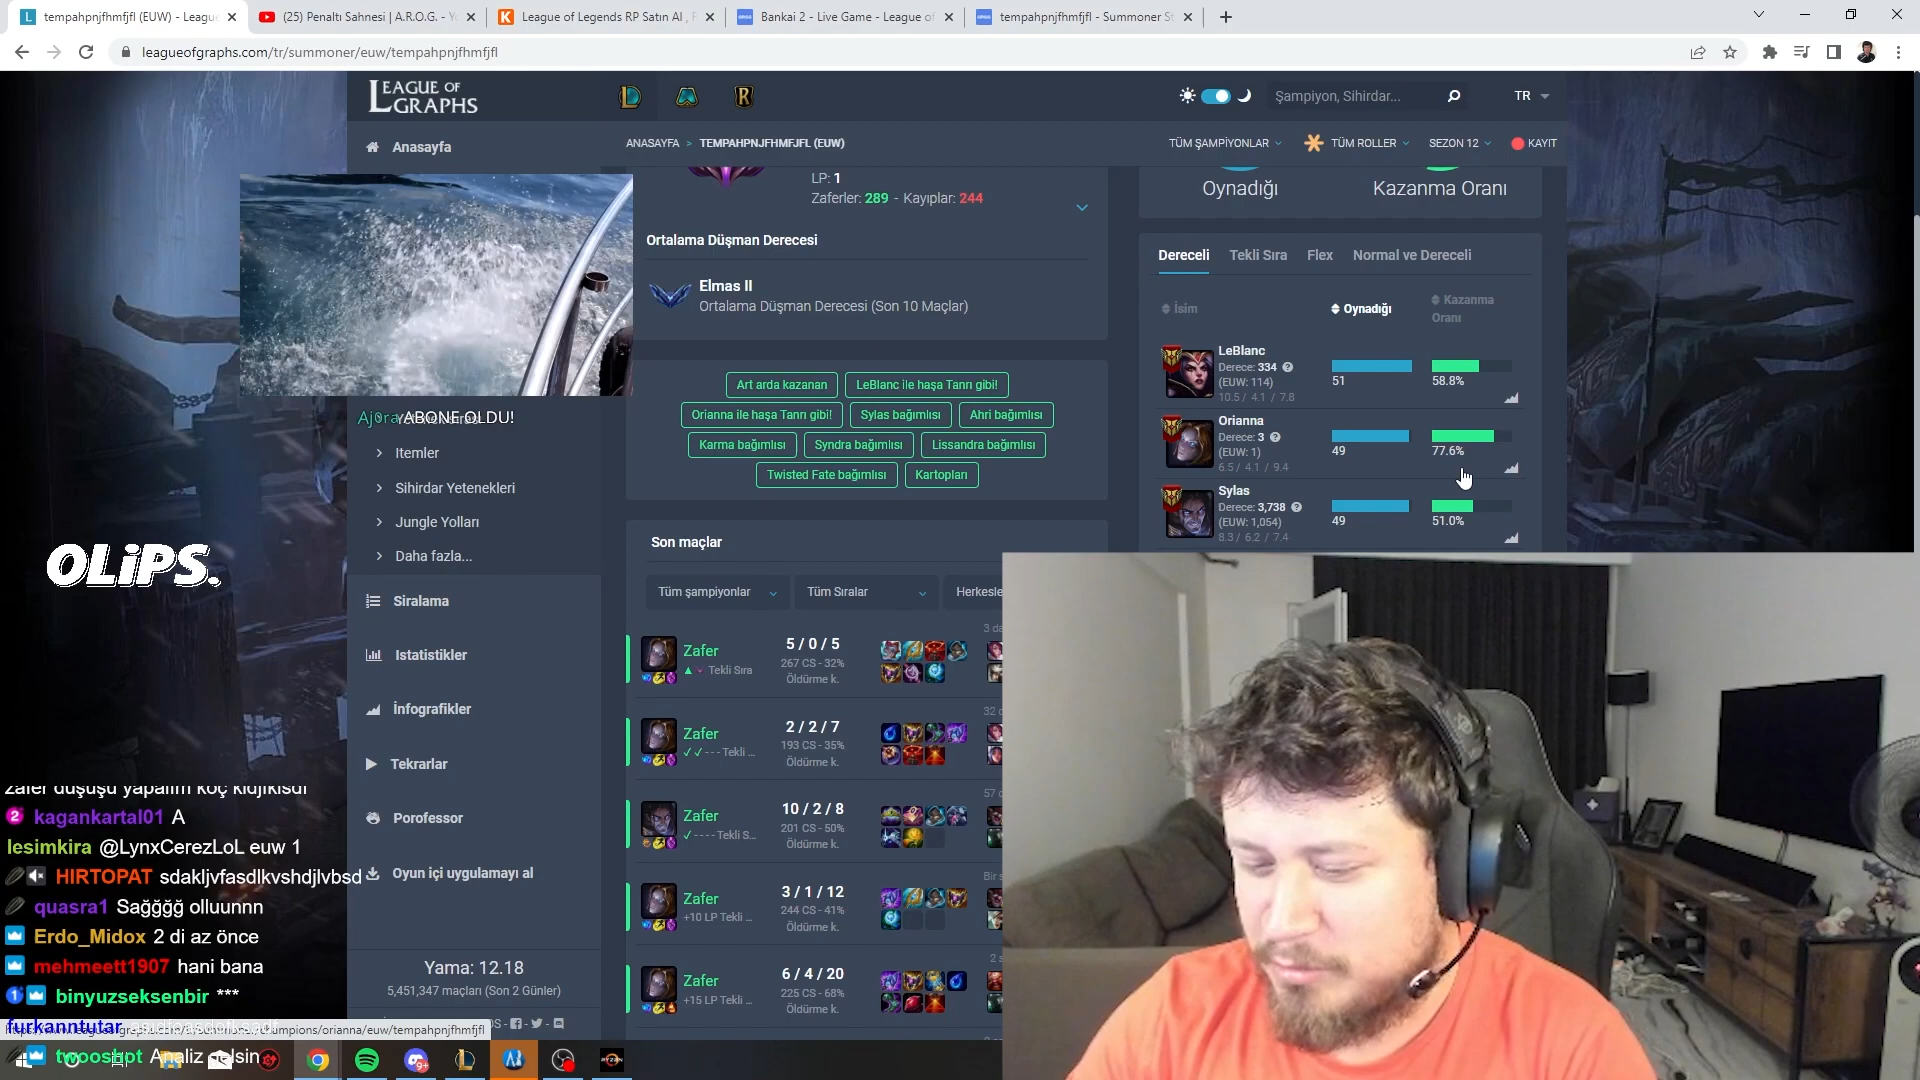 tempahpnjfhmfjfl (EUW) - Leagu
(25) Penaltı Sahnesi | A.R.O.G. - Y
League of Legends RP Satın Al , F
Bankai 2 - Live Game - League of
tempahpnjfhmfjfl - Summoner S
leagueofgraphs.com/tr/summoner/euw/tempahpnjfhmfjfl
LEAGUE OF GRAPHS
Şampiyon, Sihirdar...
TR
Anasayfa
ANASAYFA > TEMPAHPNJFHMFJFL (EUW)
TÜM ŞAMPİYONLAR
TÜM ROLLER
SEZON 12
KAYIT
LP: 1
Zaferler: 289 - Kayıplar: 244
Oynadığı
Kazanma Oranı
Ortalama Düşman Derecesi
Elmas II
Ortalama Düşman Derecesi (Son 10 Maçlar)
Dereceli
Tekli Sıra
Flex
Normal ve Dereceli
İsim
Oynadığı
Kazanma Oranı
LeBlanc
Derece: 334
(EUW: 114)
10.5 / 4.1 / 7.8
51
58.8%
Orianna
Derece: 3
(EUW: 1)
6.5 / 4.1 / 9.4
49
77.6%
Sylas
Derece: 3,738
(EUW: 1,054)
8.3 / 6.2 / 7.4
49
51.0%
Art arda kazanan
LeBlanc ile haşa Tanrı gibi!
Orianna ile haşa Tanrı gibi!
Sylas bağımlısı
Ahri bağımlısı
Karma bağımlısı
Syndra bağımlısı
Lissandra bağımlısı
Twisted Fate bağımlısı
Kartopları
ABONE OLDU!
Itemler
Sihirdar Yetenekleri
Jungle Yolları
Daha fazla...
Siralama
Istatistikler
İnfografikler
Tekrarlar
Porofessor
Oyun içi uygulamayı al
Yama: 12.18
5,451,347 maçları (Son 2 Günler)
OLiPS.
Son maçlar
Tüm şampiyonlar
Tüm Sıralar
Herkesle
Zafer
Tekli Sıra
5 / 0 / 5
267 CS - 32%
Öldürme k.
Zafer
Tekli ...
2 / 2 / 7
193 CS - 35%
Öldürme k.
Zafer
Tekli S...
10 / 2 / 8
201 CS - 50%
Öldürme k.
Zafer
+10 LP Tekli ...
3 / 1 / 12
244 CS - 41%
Öldürme k.
Zafer
+15 LP Tekli ...
6 / 4 / 20
225 CS - 68%
Öldürme k.
kagankartal01 A
lesimkira @LynxCerezLoL euw 1
HIRTOPAT sdakljvfasdlkvshdjlvbsd
quasra1 Sağğğğ olluunnn
Erdo_Midox 2 di az önce
mehmeett1907 hani bana
binyuzseksenbir ***
furkanntutar
twooshot Analiz gelsin